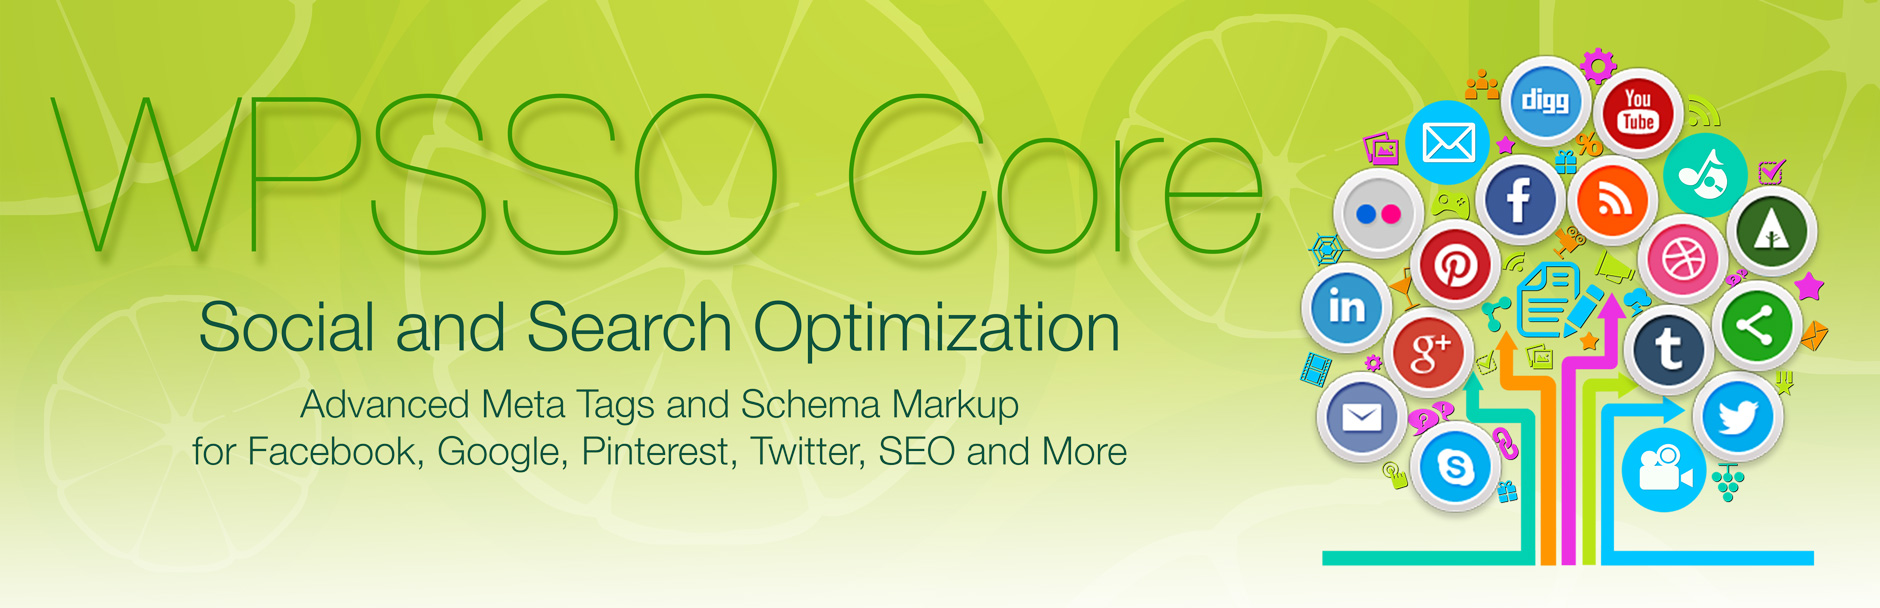 WPSSO Core
Social and Search Optimization
Advanced Meta Tags and Schema Markup
for Facebook, Google, Pinterest, Twitter, SEO and More
digg
You
Tube
f
in
g+
t
S
%